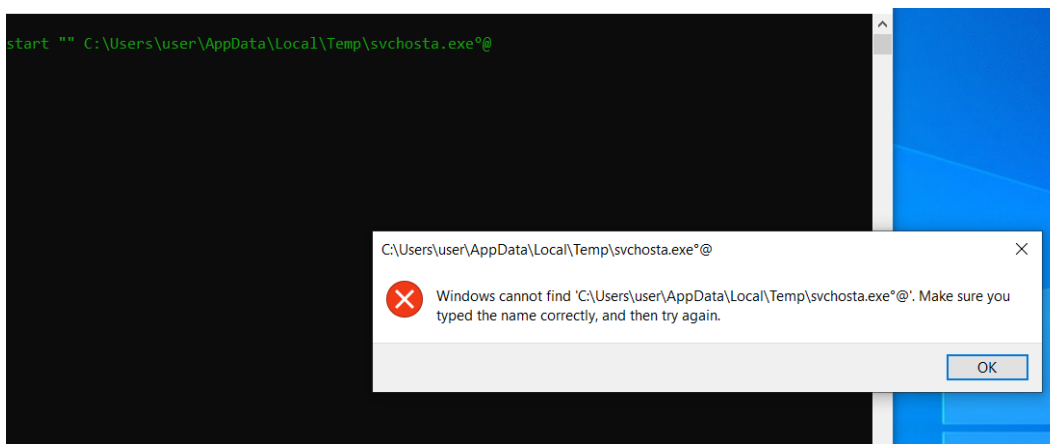 start "" C:\Users\user\AppData\Local\Temp\svchosta.exe°@
C:\Users\user\AppData\Local\Temp\svchosta.exe°@
Windows cannot find 'C:\Users\user\AppData\Local\Temp\svchosta.exe°@'. Make sure you
typed the name correctly, and then try again.
OK